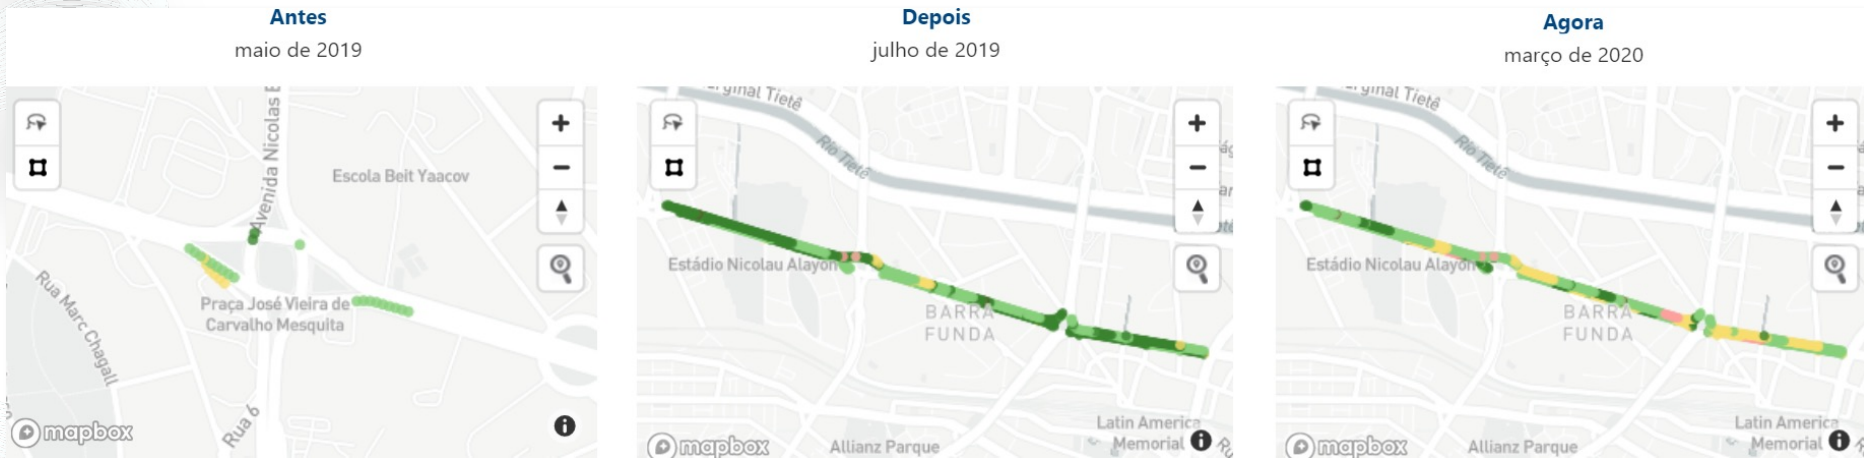 Antes
maio de 2019
Avenida Nicolas
Escola Beit Yaacov
Rua Marc Chagall
Praça José Vieira de
Carvalho Mesquita
Rua 6
mapbox
Depois
julho de 2019
Tietê
Rio Tietê
Estádio Nicolau Alayon
BARRA
FUNDA
Latin America
Memorial
Allianz Parque
mapbox
Agora
março de 2020
Tietê
Rio Tietê
Estádio Nicolau Alayon
BARRA
FUNDA
Latin America
Memorial
Allianz Parque
mapbox